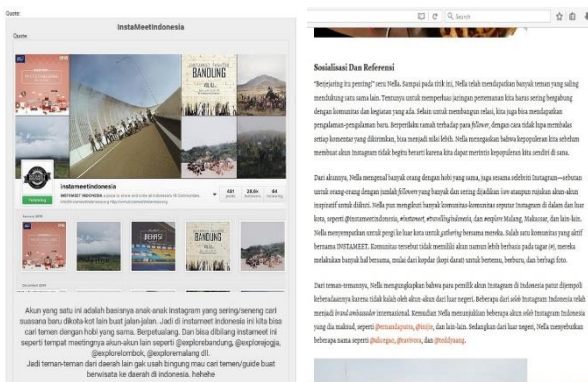 Quote:
InstaMeetIndonesia
Quote
BANDUNG
instameetindonesia
Following
BANDUNG
Akun yang satu ini adalah basisnya anak-anak Instagram yang sering/seneng cari
suasana baru dikota-kot lain buat jalan-jalan. Jadi di instameet indonesia ini kita bisa
cari temen dengan hobi yang sama, Berpetualang. Dan bisa dibilang instameet ini
seperti tempat meetingnya akun-akun lain seperti @explorebandung, @explorejogja,
@explorelombok, @exploremalang dll.
Jadi teman-teman dari daerah lain gak usah bingung mau cari temen/guide buat
berwisata ke daerah di indonesia. hehehe
Search
Sosialisasi Dan Referensi
"Berjejaring itu penting!" seru Nella. Sampai pada titik ini, Nella telah mendapatkan banyak teman yang saling
mendukung satu sama lain. Tentunya untuk memperluas jaringan pertemanan kita harus sering bergabung
dengan komunitas dan kegiatan yang ada. Selain untuk membangun relasi, kita juga bisa mendapatkan
pengalaman-pengalaman baru. Berperilaku ramah terhadap para follower, dengan cara tidak lupa membalas
setiap komentar yang dikirimkan, bisa menjadi nilai lebih. Nella menegaskan bahwa kepopuleran kita sebelum
membuat akun Instagram tidak begitu berarti karena kita dapat merintis kepopuleran kita sendiri di sana.
Dari akunnya, Nella mengenal banyak orang dengan hobi yang sama, juga sesama selebriti Instagram—sebutan
untuk orang-orang dengan jumlah followers yang banyak dan sering dijadikan icon ataupun rujukan akun-akun
inspiratif untuk diikuti. Nella pun mengikuti banyak komunitas-komunitas seputar Instagram di dalam dan luar
kota, seperti @instameetindonesia, @instameet, @travellingindonesia, dan explore Malang, Makassar, dan lain-lain.
Nella menyempatkan untuk pergi ke luar kota untuk gathering bersama mereka. Salah satu komunitas yang aktif
bernama INSTAMEET. Komunitas tersebut tidak memiliki akun namun lebih berbasis pada tagar (#), mereka
melakukan banyak hal bersama, mulai dari kopdar (kopi darat) untuk bertemu, berburu, dan berbagi foto.
Dari teman-temannya, Nella mengungkapkan bahwa para pemilik akun Instagram di Indonesia patut dijempoli
keberadaannya karena tidak kalah oleh akun-akun dari luar negeri. Beberapa dari seleb Instagram Indonesia telah
menjadi brand ambassador internasional. Kemudian Nella menunjukkan beberapa akun seleb Instagram Indonesia
yang dia maksud, seperti dan lain-lain. Sedangkan dari luar negeri, Nella menyebutkan
beberapa nama seperti dan